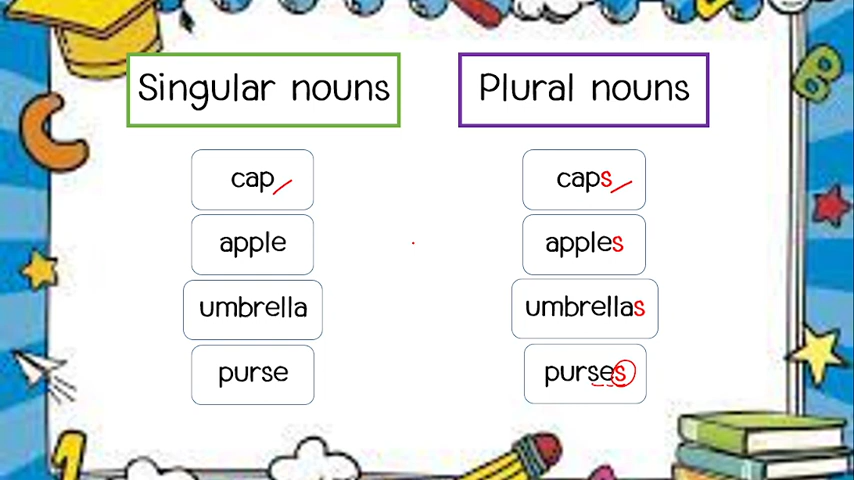 Singular nouns
Plural nouns
cap
caps
apple
apples
umbrella
umbrellas
purse
purses